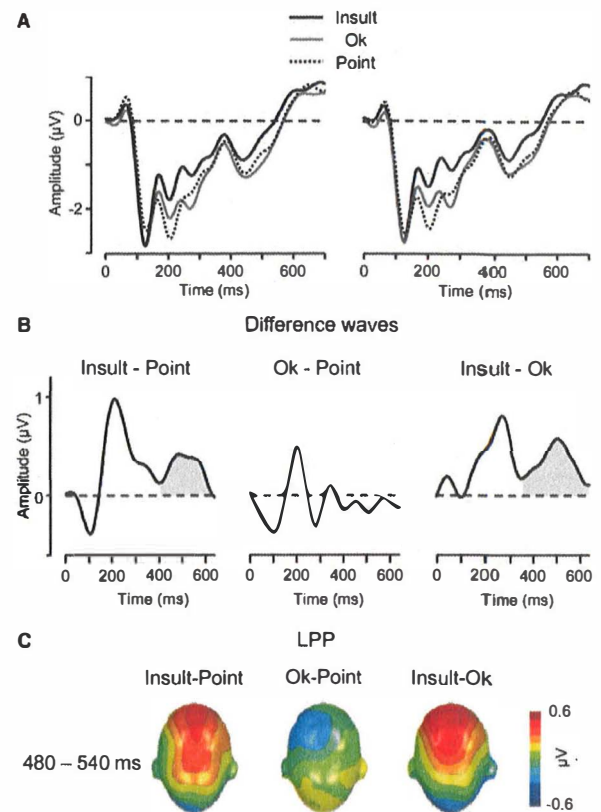 A
Insult
Ok
Point
Amplitude (µV)
0
-2
0 200 400 600
Time (ms)
0 200 400 600
Time (ms)
B
Difference waves
Insult - Point
Ok - Point
Insult - Ok
Amplitude (µV)
1
0
0 200 400 600
Time (ms)
0 200 400 600
Time (ms)
0 200 400 600
Time (ms)
C
LPP
Insult-Point
Ok-Point
Insult-Ok
480 – 540 ms
0.6
µV
-0.6